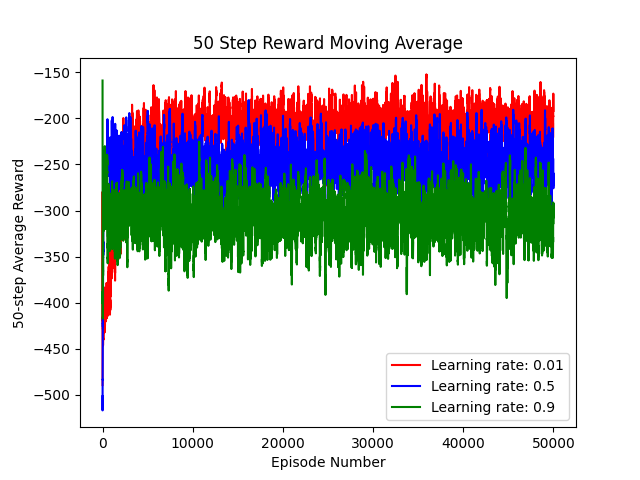 50 Step Reward Moving Average
50-step Average Reward
−150
−200
−250
−300
−350
−400
−450
−500
0
10000
20000
30000
40000
50000
Episode Number
Learning rate: 0.01
Learning rate: 0.5
Learning rate: 0.9